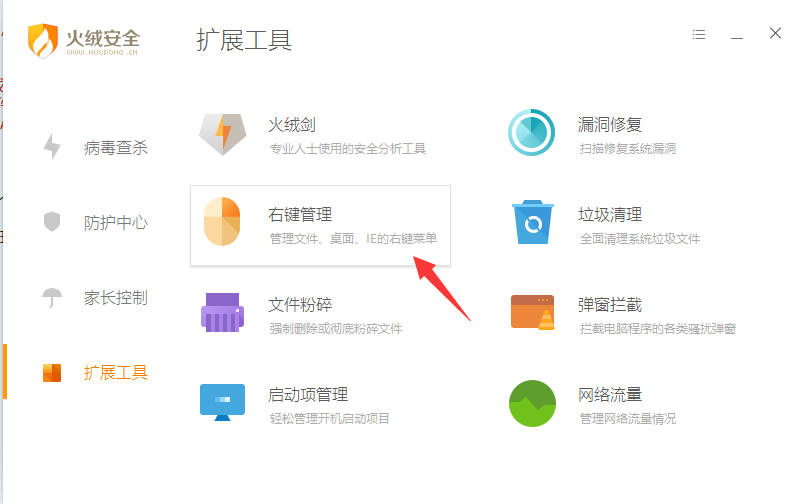 火绒安全
WWW.HUORONG.CN
扩展工具
病毒查杀
防护中心
家长控制
扩展工具
火绒剑
专业人士使用的安全分析工具
漏洞修复
扫描修复系统漏洞
右键管理
管理文件、桌面、IE的右键菜单
垃圾清理
全面清理系统垃圾文件
文件粉碎
强制删除或彻底粉碎文件
弹窗拦截
拦截电脑程序的各类骚扰弹窗
启动项管理
轻松管理开机启动项目
网络流量
管理网络流量情况